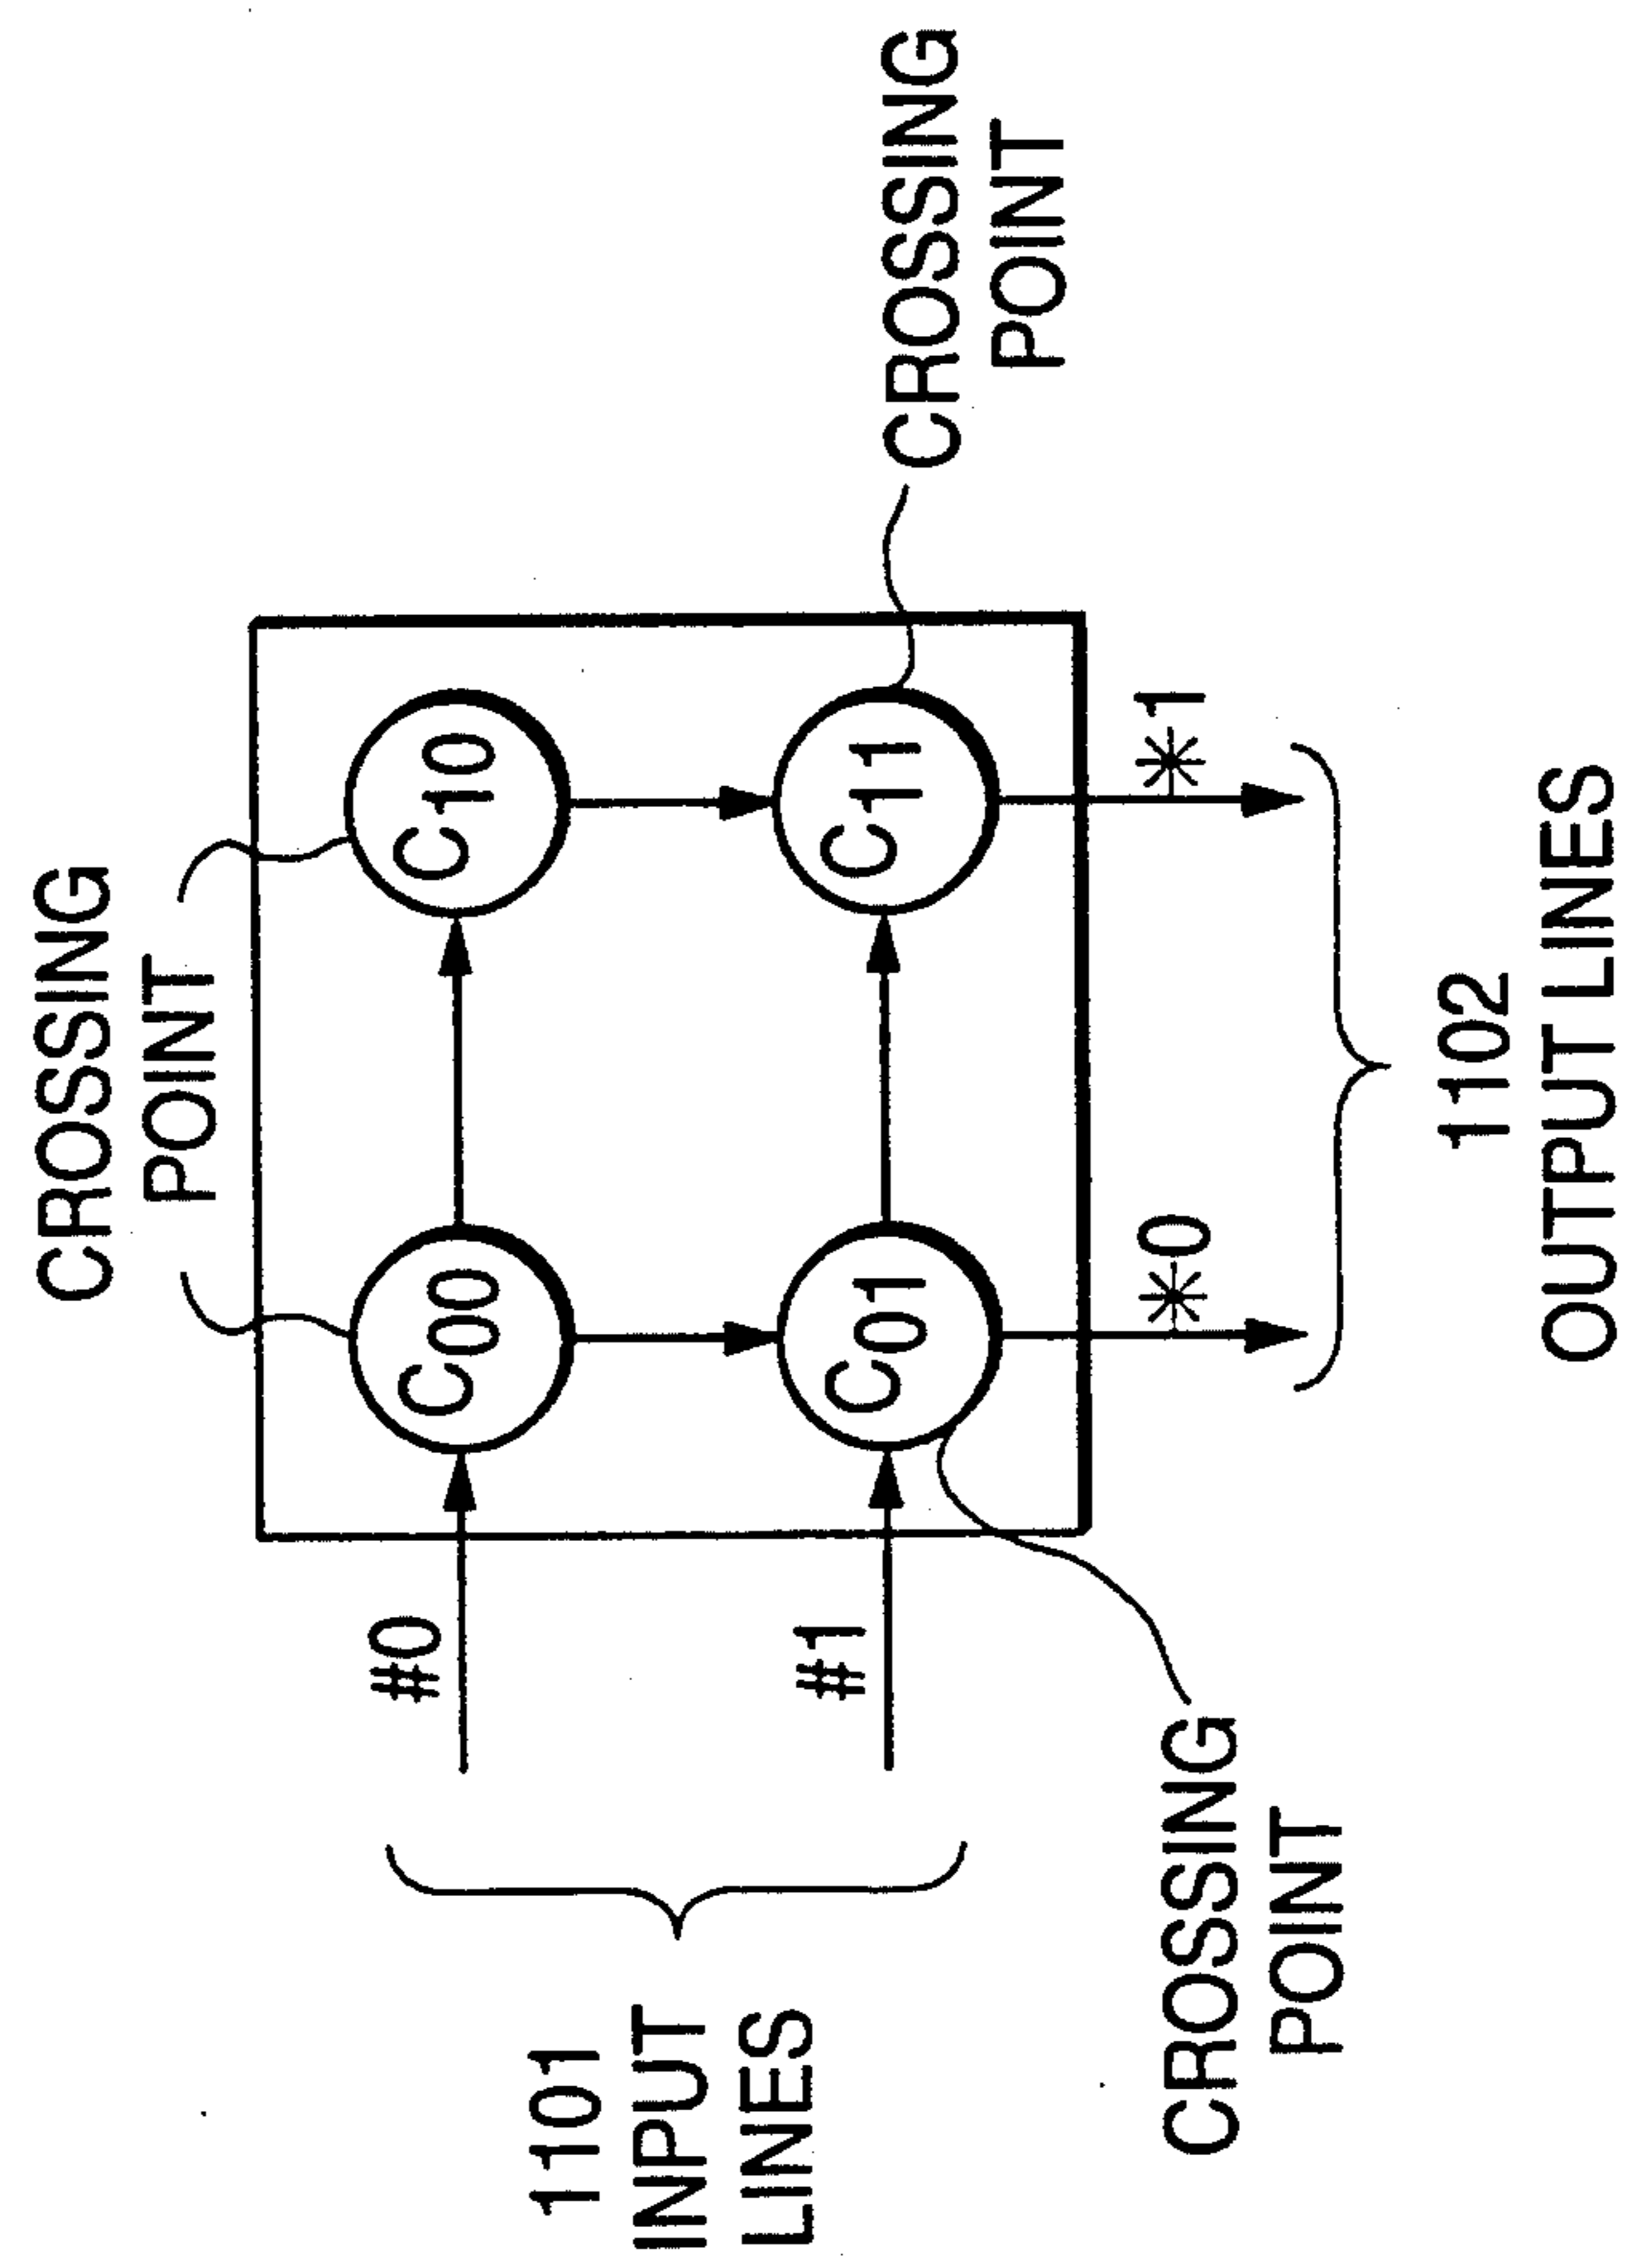 CROSSING
POINT
C00
C10
C01
C11
#0
#1
1101
INPUT
LINES
CROSSING
POINT
CROSSING
POINT
*0
*1
1102
OUTPUT LINES